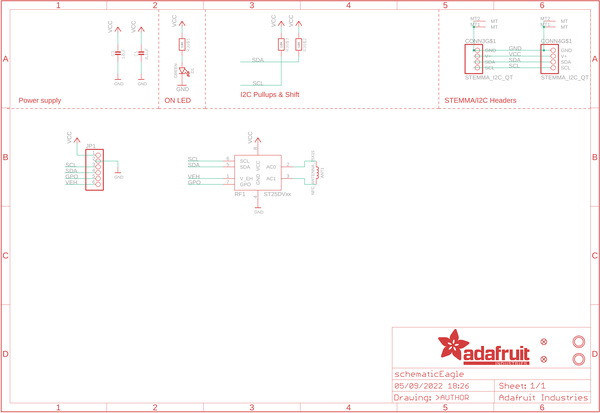 1 2 3 4 5 6
A
B
C
D
VCC
VCC
VCC
VCC
GND
GND
GND
SDA
SCL
Power supply
ON LED
I2C Pullups & Shift
STEMMA/I2C Headers
MT
MT
MT
MT
GND
VCC
SDA
SCL
GND
V+
SDA
SCL
GND
V+
SDA
SCL
STEMMA_I2C_QT
STEMMA_I2C_QT
VCC
JP1
SCL
SDA
GPO
VEH
GND
VCC
SCL
SDA
VEH
GPO
SCL
SDA
V_EH
GPO
VCC
GND
AC0
AC1
RF1
ST25DVxx
GND
adafruit
INDUSTRIES
schematicEagle
05/09/2022 18:26
Sheet: 1/1
Drawing: >AUTHOR
Adafruit Industries
A
B
C
D
1 2 3 4 5 6